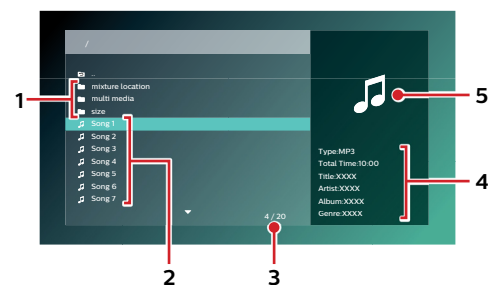 /
..
mixture location
multi media
size
Song 1
Song 2
Song 3
Song 4
Song 5
Song 6
Song 7
4 / 20
Type:MP3
Total Time:10:00
Title:XXXX
Artist:XXXX
Album:XXXX
Genre:XXXX
1
2
3
4
5